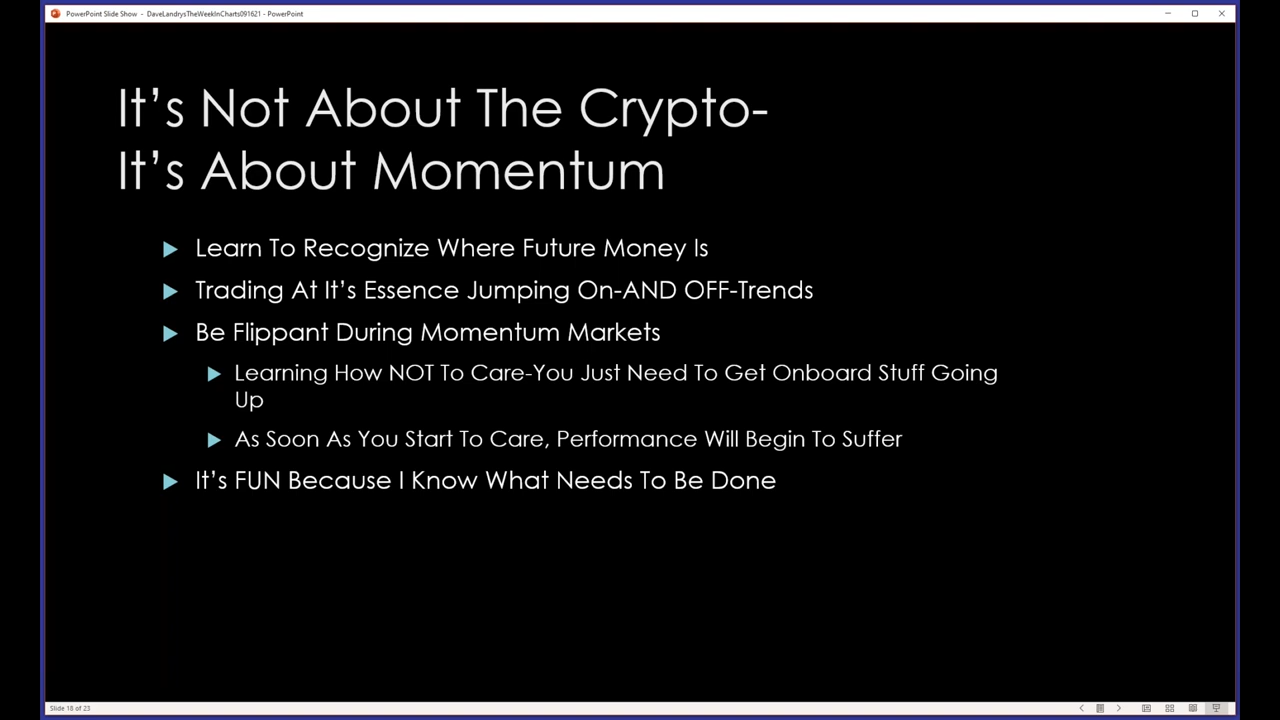 PowerPoint Slide Show - DaveLandrysTheWeekInCharts091621 - PowerPoint
It's Not About The Crypto-
It's About Momentum
Learn To Recognize Where Future Money Is
Trading At It's Essence Jumping On-AND OFF-Trends
Be Flippant During Momentum Markets
Learning How NOT To Care-You Just Need To Get Onboard Stuff Going
Up
As Soon As You Start To Care, Performance Will Begin To Suffer
It's FUN Because I Know What Needs To Be Done
Slide 18 of 23